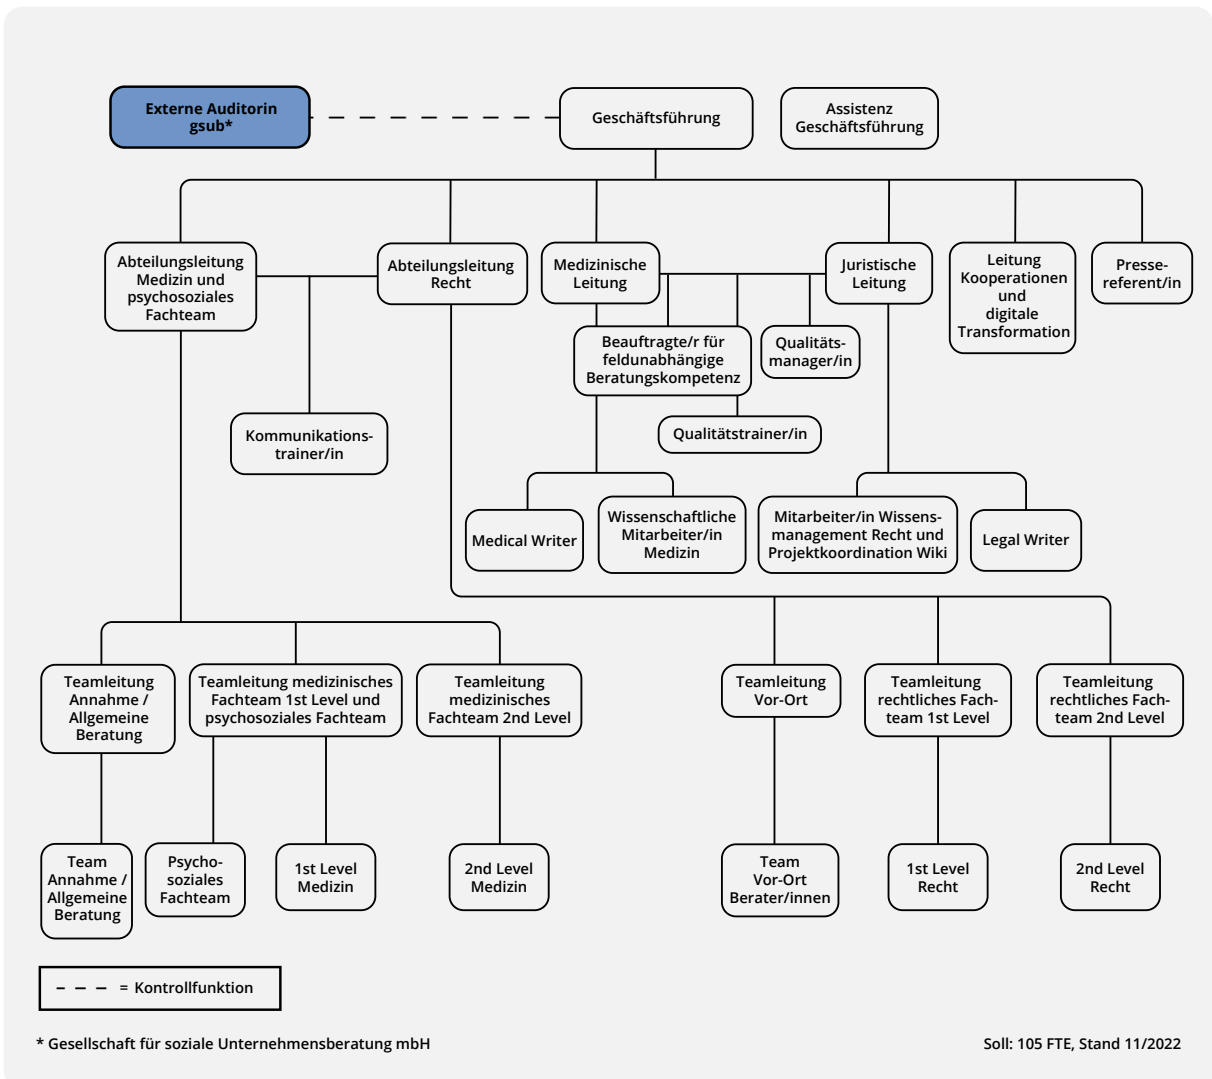 Externe Auditorin
gsub*
Geschäftsführung
Assistenz
Geschäftsführung
Abteilungsleitung
Medizin und
psychosoziales
Fachteam
Abteilungsleitung
Recht
Medizinische
Leitung
Juristische
Leitung
Leitung
Kooperationen
und
digitale
Transformation
Presse-
referent/in
Beauftragte/r für
feldunabhängige
Beratungskompetenz
Qualitäts-
manager/in
Kommunikations-
trainer/in
Qualitätstrainer/in
Medical Writer
Wissenschaftliche
Mitarbeiter/in
Medizin
Mitarbeiter/in Wissens-
management Recht und
Projektkoordination Wiki
Legal Writer
Teamleitung
Annahme /
Allgemeine
Beratung
Teamleitung medizinisches
Fachteam 1st Level und
psychosoziales Fachteam
Teamleitung
medizinisches
Fachteam 2nd Level
Teamleitung
Vor-Ort
Teamleitung
rechtliches Fach-
team 1st Level
Teamleitung
rechtliches Fach-
team 2nd Level
Team
Annahme /
Allgemeine
Beratung
Psycho-
soziales
Fachteam
1st Level
Medizin
2nd Level
Medizin
Team
Vor-Ort
Berater/innen
1st Level
Recht
2nd Level
Recht
= Kontrollfunktion
* Gesellschaft für soziale Unternehmensberatung mbH
Soll: 105 FTE, Stand 11/2022